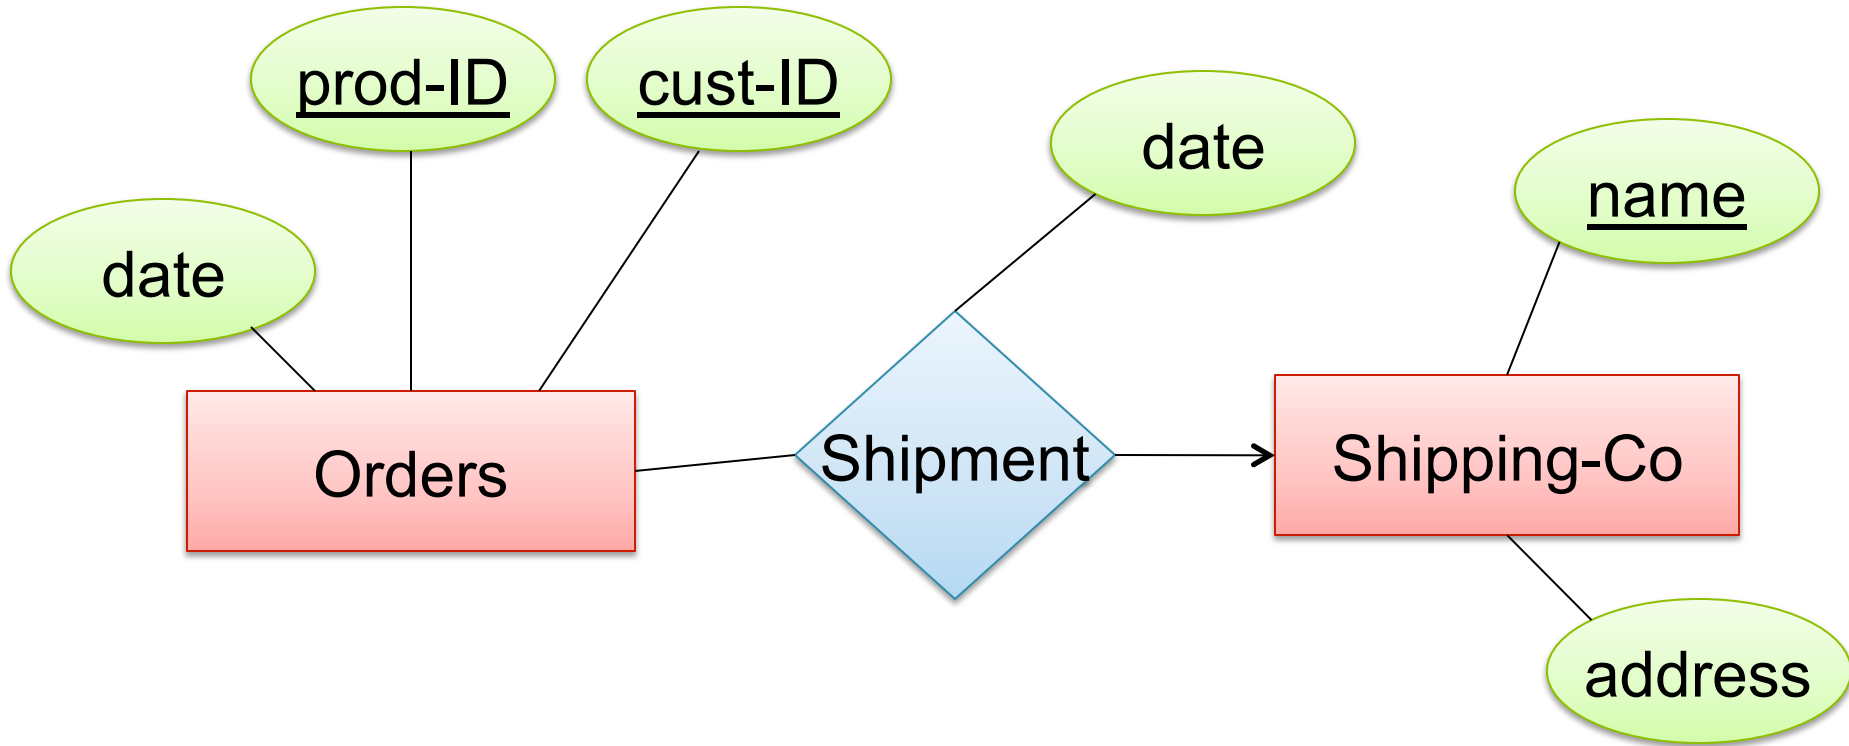 prod-ID
cust-ID
date
name
date
Orders
Shipment
Shipping-Co
address